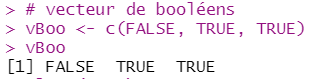 > # vecteur de booléens
> vBoo <- c(FALSE, TRUE, TRUE)
> vBoo
[1] FALSE  TRUE  TRUE